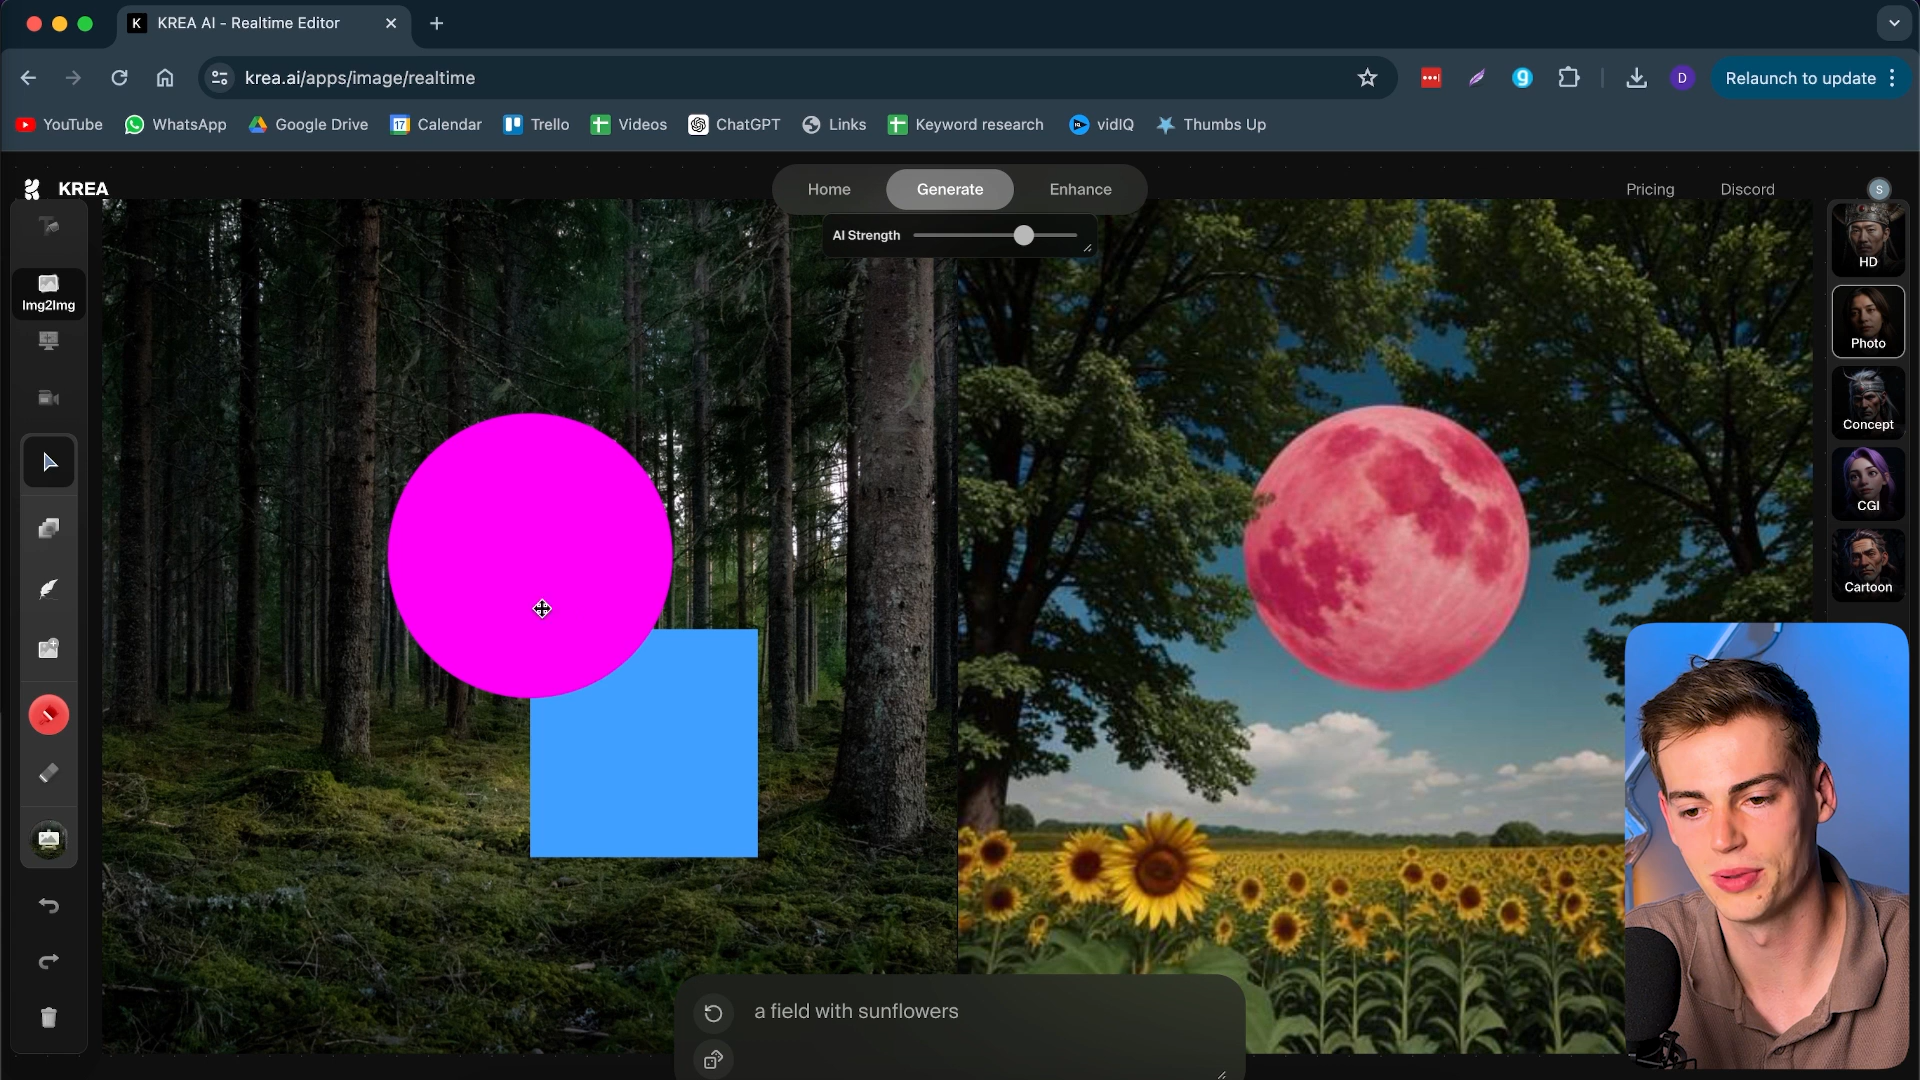 KREA AI - Realtime Editor
krea.ai/apps/image/realtime
D
Relaunch to update
YouTube
WhatsApp
Google Drive
17
Calendar
Trello
Videos
ChatGPT
Links
Keyword research
vidIQ
Thumbs Up
KREA
Home
Generate
Enhance
Pricing
Discord
S
AI Strength
Img2Img
HD
Photo
Concept
CGI
Cartoon
a field with sunflowers